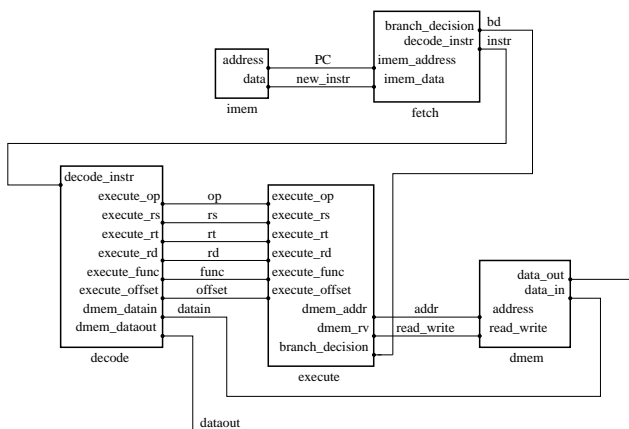 branch_decision bd
decode_instr instr
address PC imem_address
data new_instr imem_data
imem
fetch
decode_instr
execute_op op execute_op
execute_rs rs execute_rs
execute_rt rt execute_rt
execute_rd rd execute_rd
execute_func func execute_func
execute_offset offset execute_offset
data_out
data_in
dmem_datain datain dmem_addr addr address
dmem_dataout dmem_rv read_write read_write
branch_decision
decode
execute
dmem
dataout